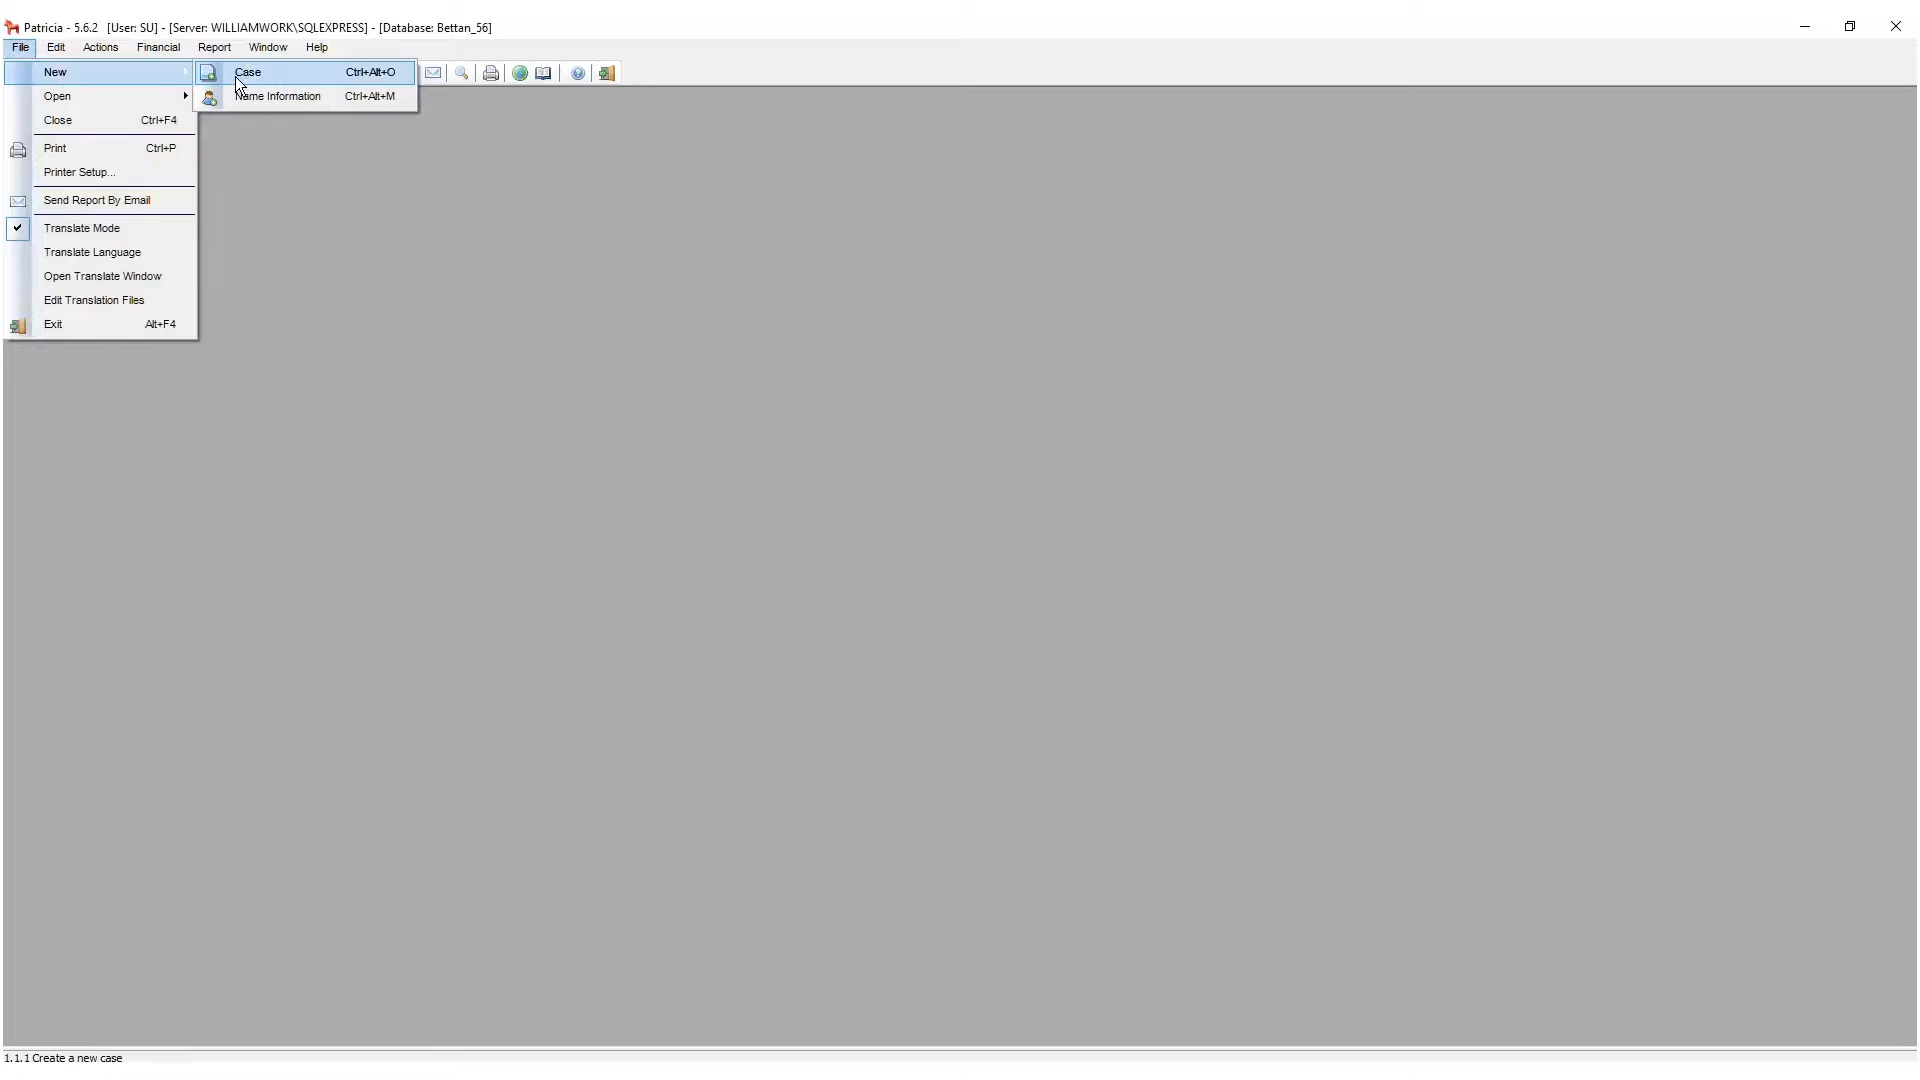 Patricia - 5.6.2 [User: SU] - [Server: WILLIAMWORK\SQLEXPRESS] - [Database: Bettan_56]
File Edit Actions Financial Report Window Help
New
Case Ctrl+Alt+O
Open
Name Information Ctrl+Alt+M
Close Ctrl+F4
Print Ctrl+P
Printer Setup...
Send Report By Email
Translate Mode
Translate Language
Open Translate Window
Edit Translation Files
Exit Alt+F4
1.1.1 Create a new case